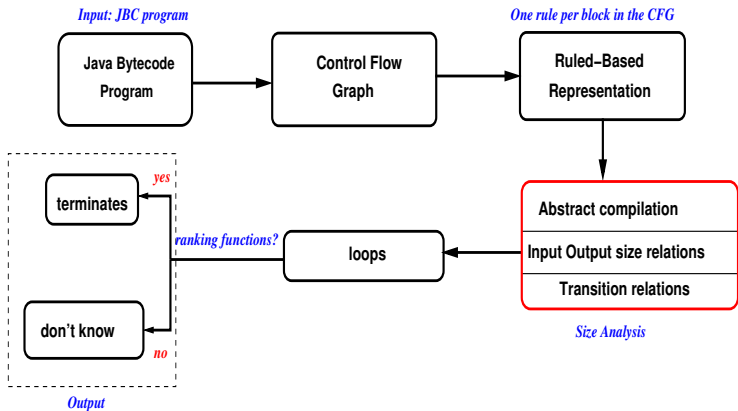 Input: JBC program
One rule per block in the CFG
Java Bytecode
Program
Control Flow
Graph
Ruled-Based
Representation
yes
terminates
ranking functions?
loops
Abstract compilation
Input Output size relations
Transition relations
don't know
no
Size Analysis
Output